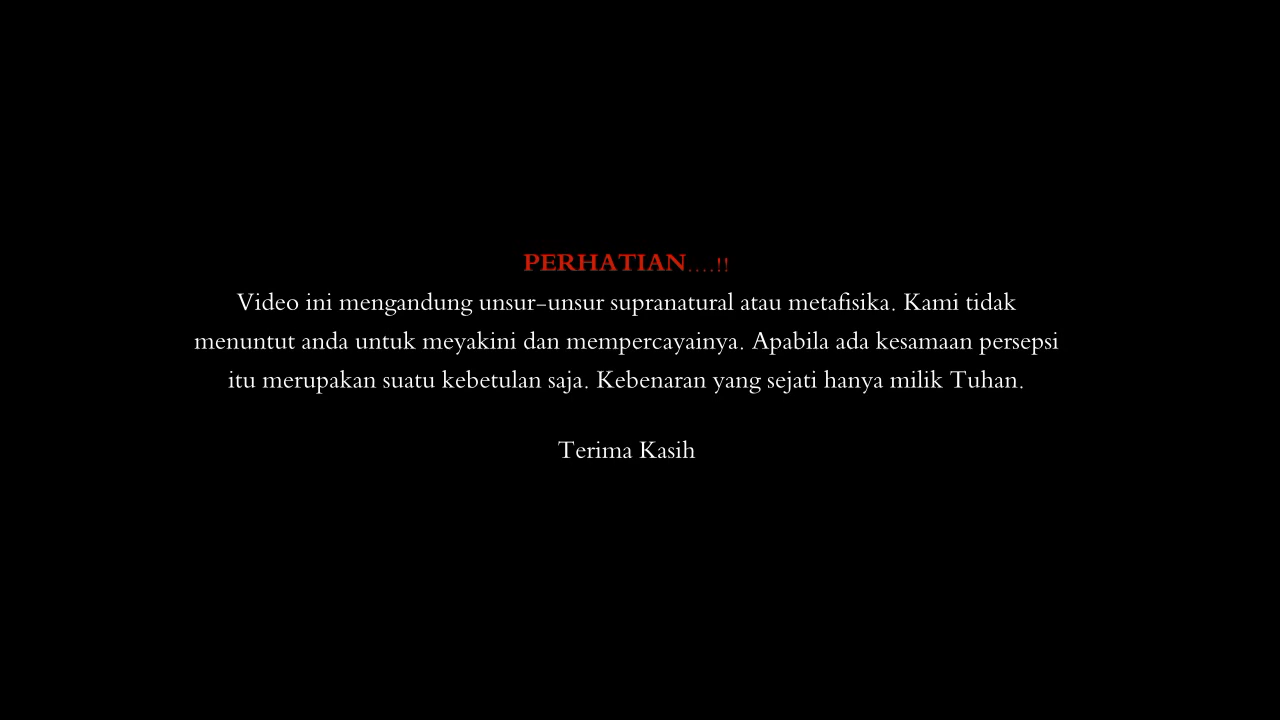 PERHATIAN....!!
Video ini mengandung unsur-unsur supranatural atau metafisika. Kami tidak
menuntut anda untuk meyakini dan mempercayainya. Apabila ada kesamaan persepsi
itu merupakan suatu kebetulan saja. Kebenaran yang sejati hanya milik Tuhan.
Terima Kasih